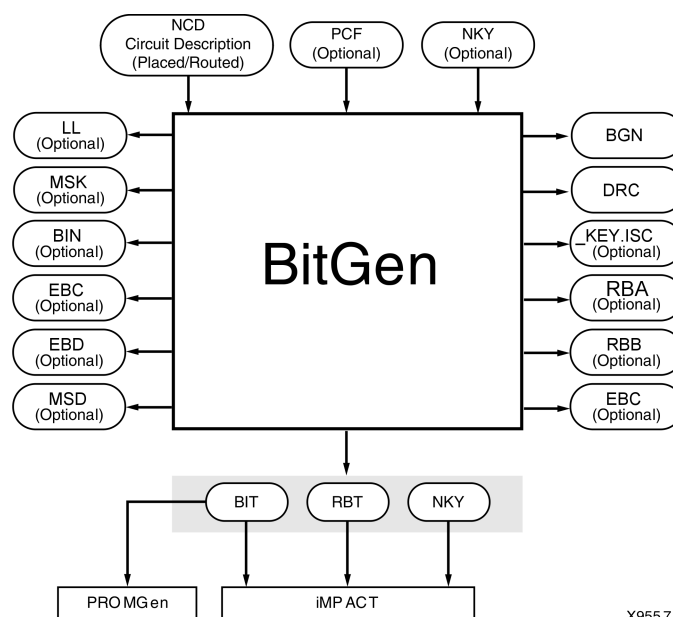 NCD
Circuit Description
(Placed/Routed)
PCF
(Optional)
NKY
(Optional)
LL
(Optional)
MSK
(Optional)
BIN
(Optional)
EBC
(Optional)
EBD
(Optional)
MSD
(Optional)
BitGen
BGN
DRC
_KEY.ISC
(Optional)
RBA
(Optional)
RBB
(Optional)
EBC
(Optional)
BIT
RBT
NKY
PROMGen
iMPACT
X9557